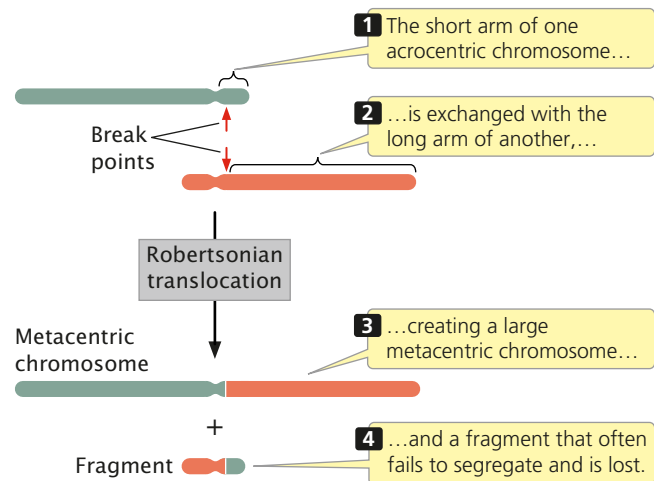 1 The short arm of one
acrocentric chromosome…
Break
points
2 …is exchanged with the
long arm of another,…
Robertsonian
translocation
Metacentric
chromosome
3 …creating a large
metacentric chromosome…
+
Fragment
4 …and a fragment that often
fails to segregate and is lost.